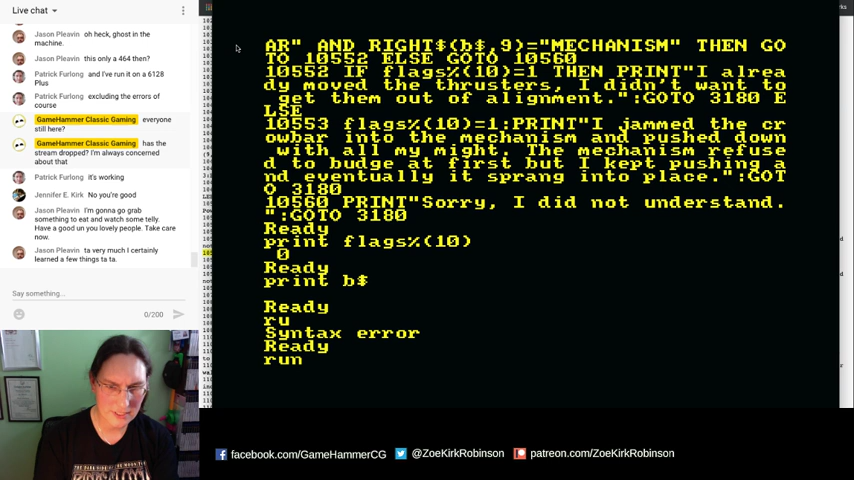 Live chat
Jason Pleavin oh heck, ghost in the
machine.
Jason Pleavin this only a 464 then?
Patrick Furlong and I've run it on a 6128
Plus
Patrick Furlong excluding the errors of
course
GameHammer Classic Gaming everyone
still here?
GameHammer Classic Gaming has the
stream dropped? I'm always concerned
about that
Patrick Furlong it's working
Jennifer E. Kirk No you're good
Jason Pleavin I'm gonna go grab
something to eat and watch some telly.
Have a good un you lovely people. Take care
now.
Jason Pleavin ta very much I certainly
learned a few things ta ta.
Say something...
0/200
AR" AND RIGHT$(b$,9)="MECHANISM" THEN GO
TO 10552 ELSE GOTO 10560
10552 IF flags%(10)=1 THEN PRINT"I alrea
dy moved the thrusters, I didn't want to
get them out of alignment.":GOTO 3180 E
LSE
10553 flags%(10)=1:PRINT"I jammed the cr
owbar into the mechanism and pushed down
with all my might. The mechanism refuse
d to budge at first but I kept pushing a
nd eventually it sprang into place.":GOT
O 3180
10560 PRINT"Sorry, I did not understand.
":GOTO 3180
Ready
print flags%(10)
0
Ready
print b$
Ready
ru
Syntax error
Ready
run
facebook.com/GameHammerCG
@ZoeKirkRobinson
patreon.com/ZoeKirkRobinson